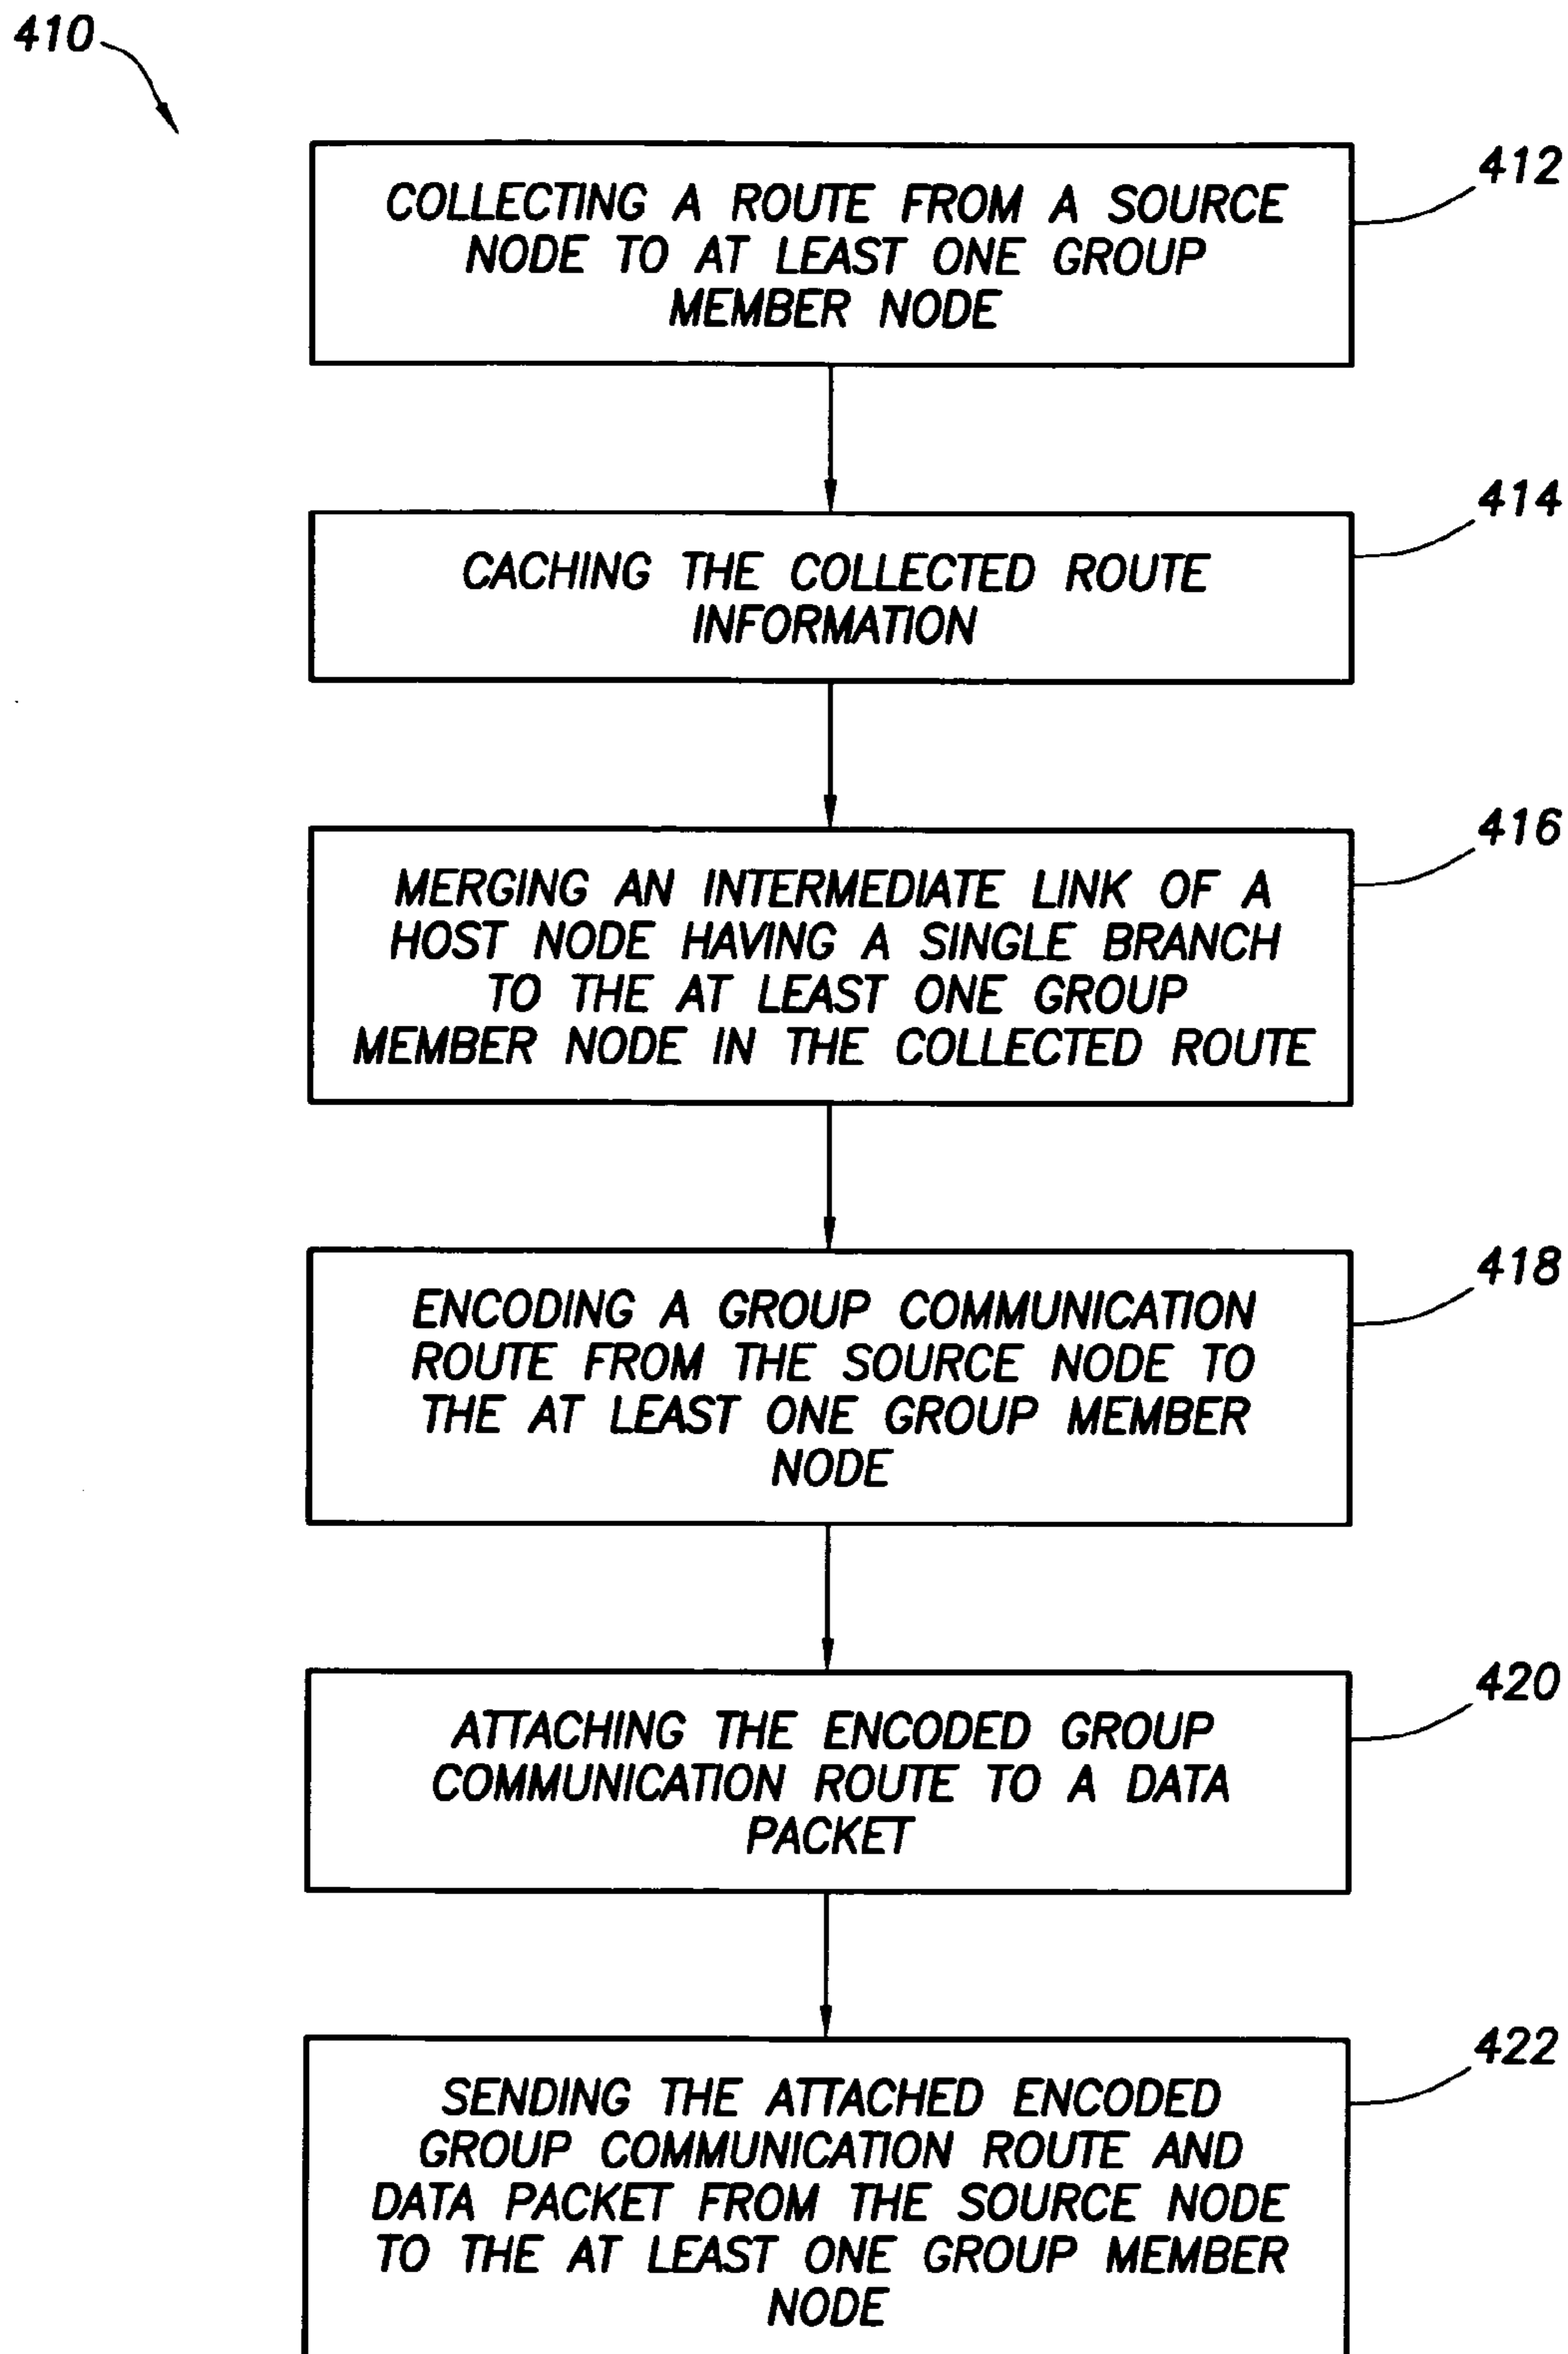 410
412
COLLECTING A ROUTE FROM A SOURCE
NODE TO AT LEAST ONE GROUP
MEMBER NODE
414
CACHING THE COLLECTED ROUTE
INFORMATION
416
MERGING AN INTERMEDIATE LINK OF A
HOST NODE HAVING A SINGLE BRANCH
TO THE AT LEAST ONE GROUP
MEMBER NODE IN THE COLLECTED ROUTE
418
ENCODING A GROUP COMMUNICATION
ROUTE FROM THE SOURCE NODE TO
THE AT LEAST ONE GROUP MEMBER
NODE
420
ATTACHING THE ENCODED GROUP
COMMUNICATION ROUTE TO A DATA
PACKET
422
SENDING THE ATTACHED ENCODED
GROUP COMMUNICATION ROUTE AND
DATA PACKET FROM THE SOURCE NODE
TO THE AT LEAST ONE GROUP MEMBER
NODE